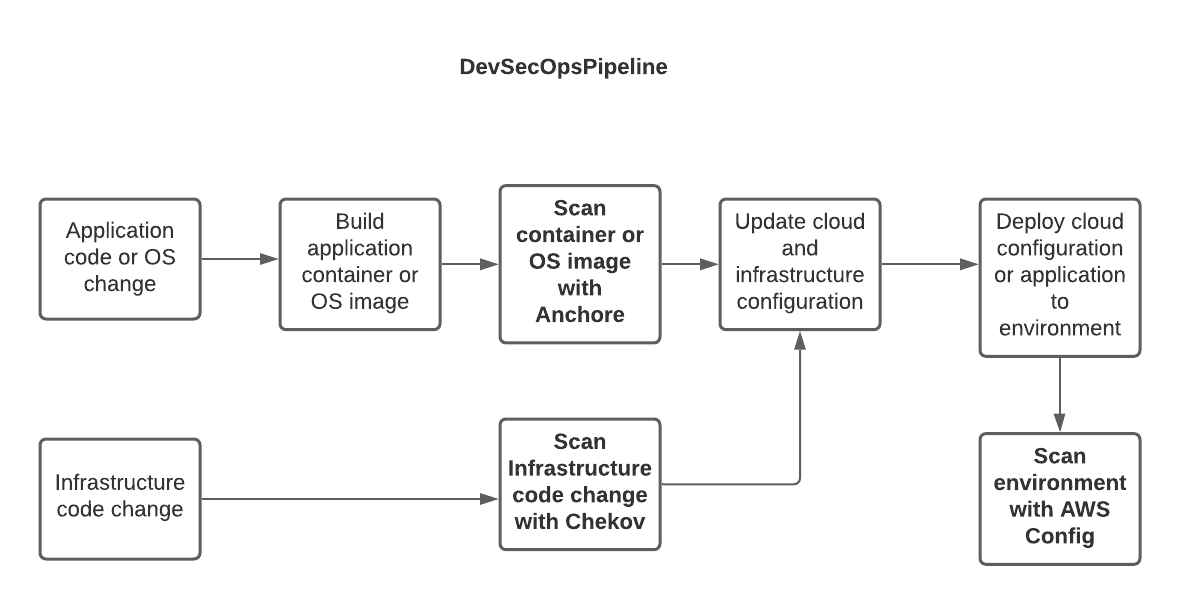 DevSecOpsPipeline
Application
code or OS
change
Build
application
container or
OS image
Scan
container or
OS image
with
Anchore
Update cloud
and
infrastructure
configuration
Deploy cloud
configuration
or application
to
environment
Infrastructure
code change
Scan
Infrastructure
code change
with Chekov
Scan
environment
with AWS
Config